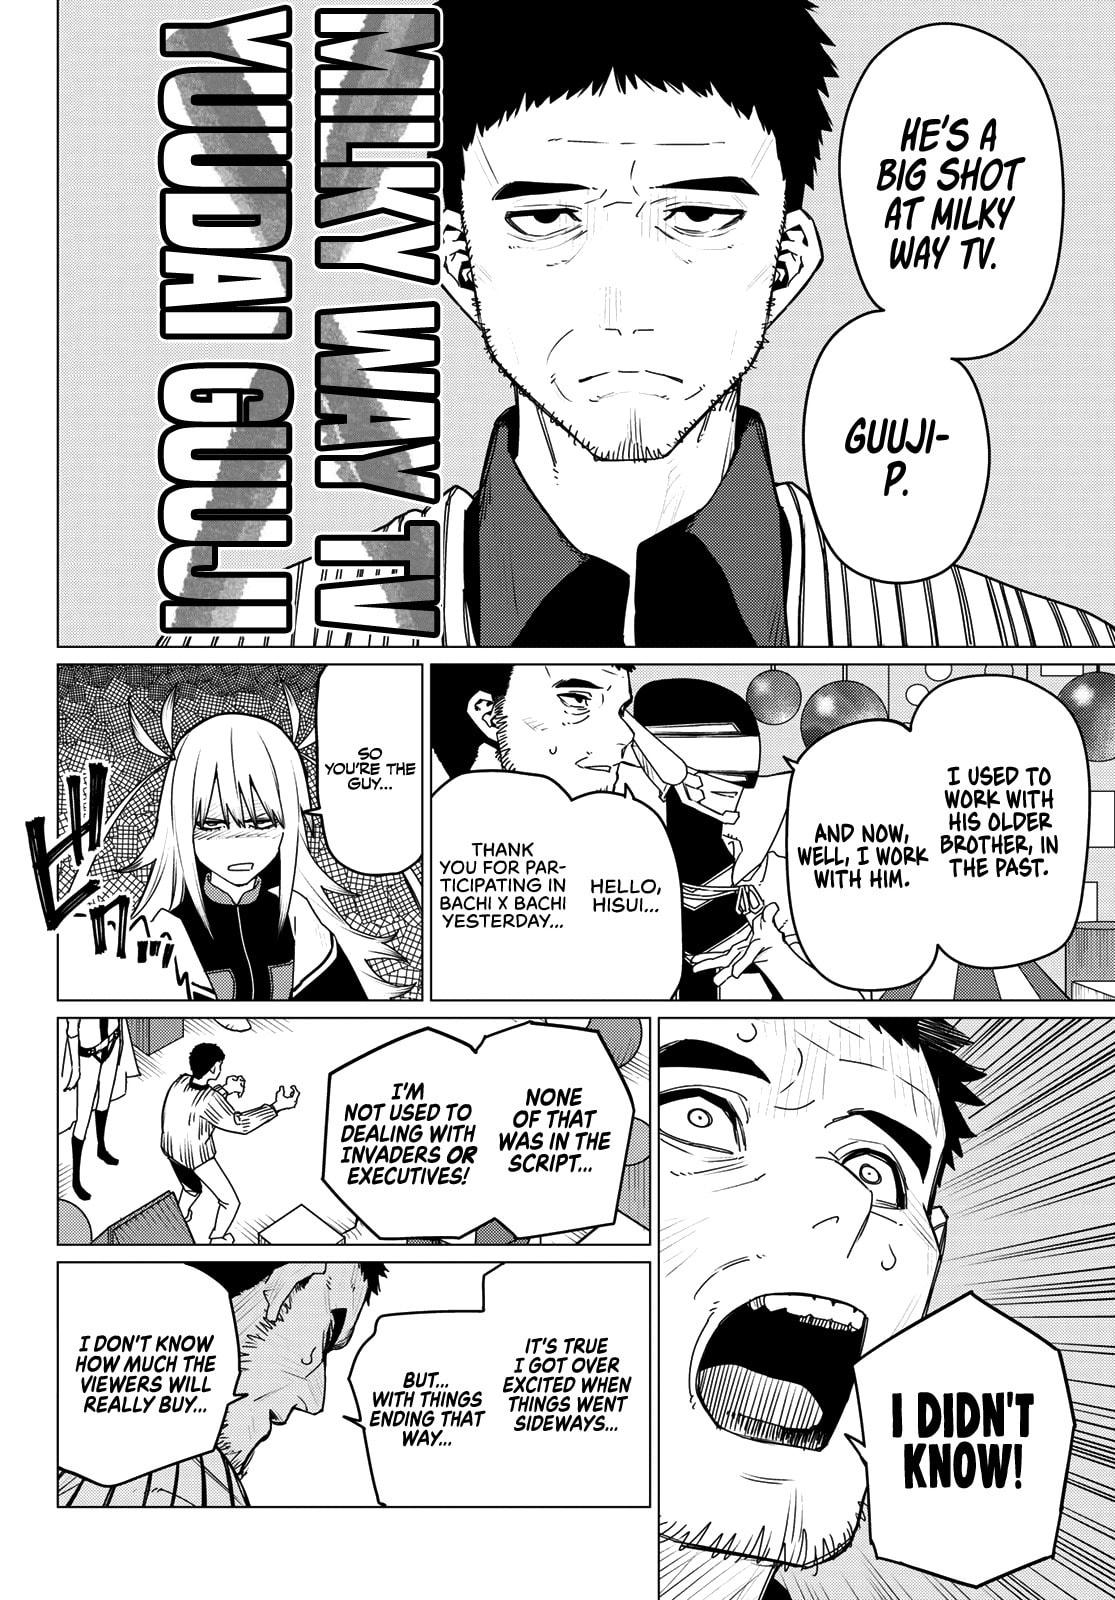 HE'S A
BIG SHOT
AT MILKY
WAY TV.
GUUJI-
P.
MILKY WAY TV
YUUDAI GUUJI
I USED TO
WORK WITH
HIS OLDER
BROTHER, IN
THE PAST.
AND NOW,
WELL, I WORK
WITH HIM.
HELLO,
HISUI...
THANK
YOU FOR PAR-
TICIPATING IN
BACHI X BACHI
YESTERDAY...
SO
YOU'RE THE
GUY...
I DIDN'T
KNOW!
NONE
OF THAT
WAS IN THE
SCRIPT...
I'M
NOT USED TO
DEALING WITH
INVADERS OR
EXECUTIVES!
IT'S TRUE
I GOT OVER
EXCITED WHEN
THINGS WENT
SIDEWAYS...
BUT...
WITH THINGS
ENDING THAT
WAY...
I DON'T KNOW
HOW MUCH THE
VIEWERS WILL
REALLY BUY...